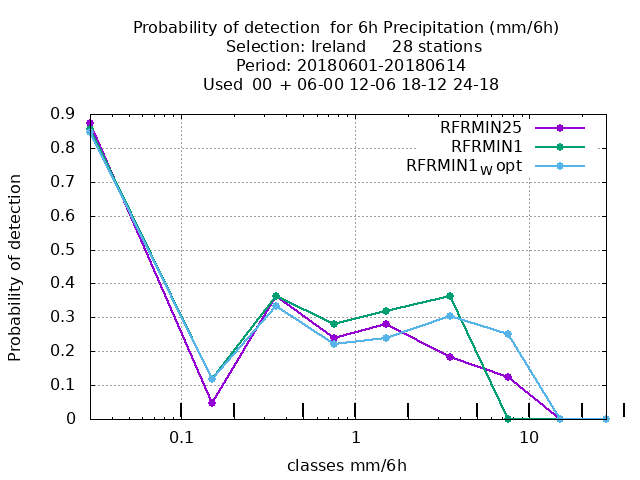 Probability of detection  for 6h Precipitation (mm/6h)
Selection: Ireland     28 stations
Period: 20180601-20180614
Used  00  + 06-00 12-06 18-12 24-18
RFRMIN25
RFRMIN1
RFRMIN1W opt
Probability of detection
0.9
0.8
0.7
0.6
0.5
0.4
0.3
0.2
0.1
0
0.1 1 10
classes mm/6h